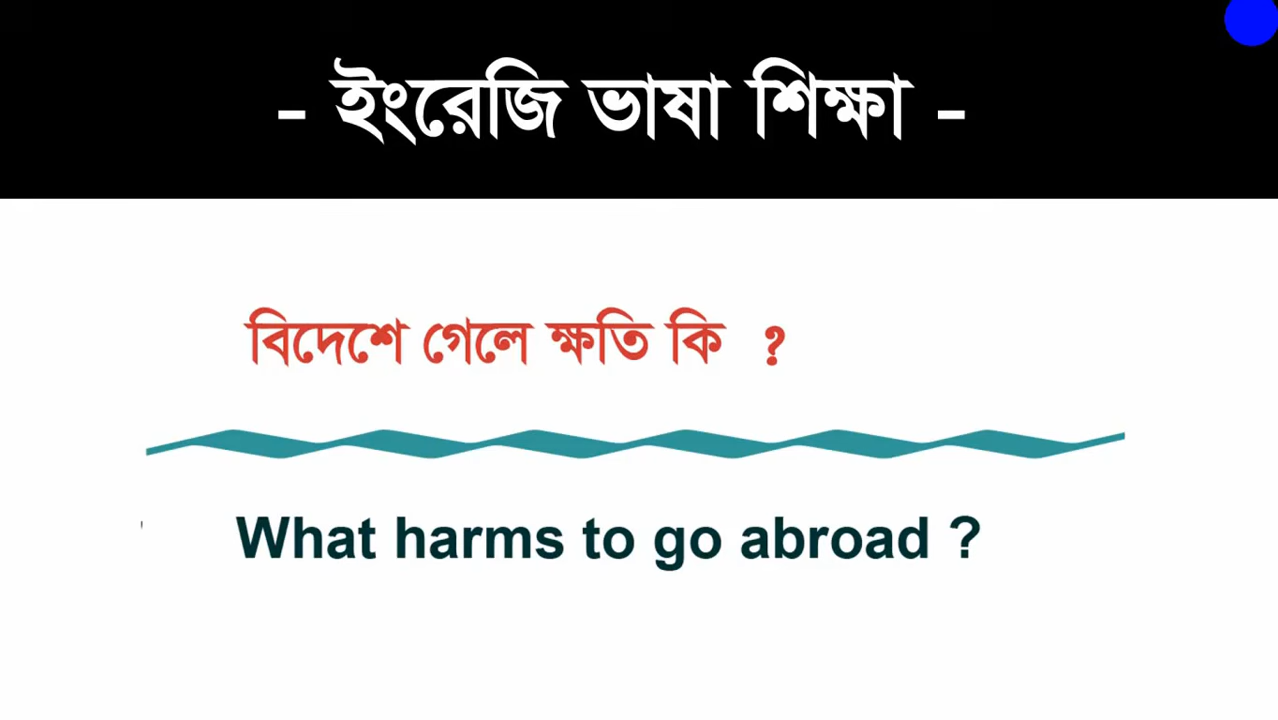 - ইংরেজি ভাষা শিক্ষা -
বিদেশে গেলে ক্ষতি কি ?
What harms to go abroad ?